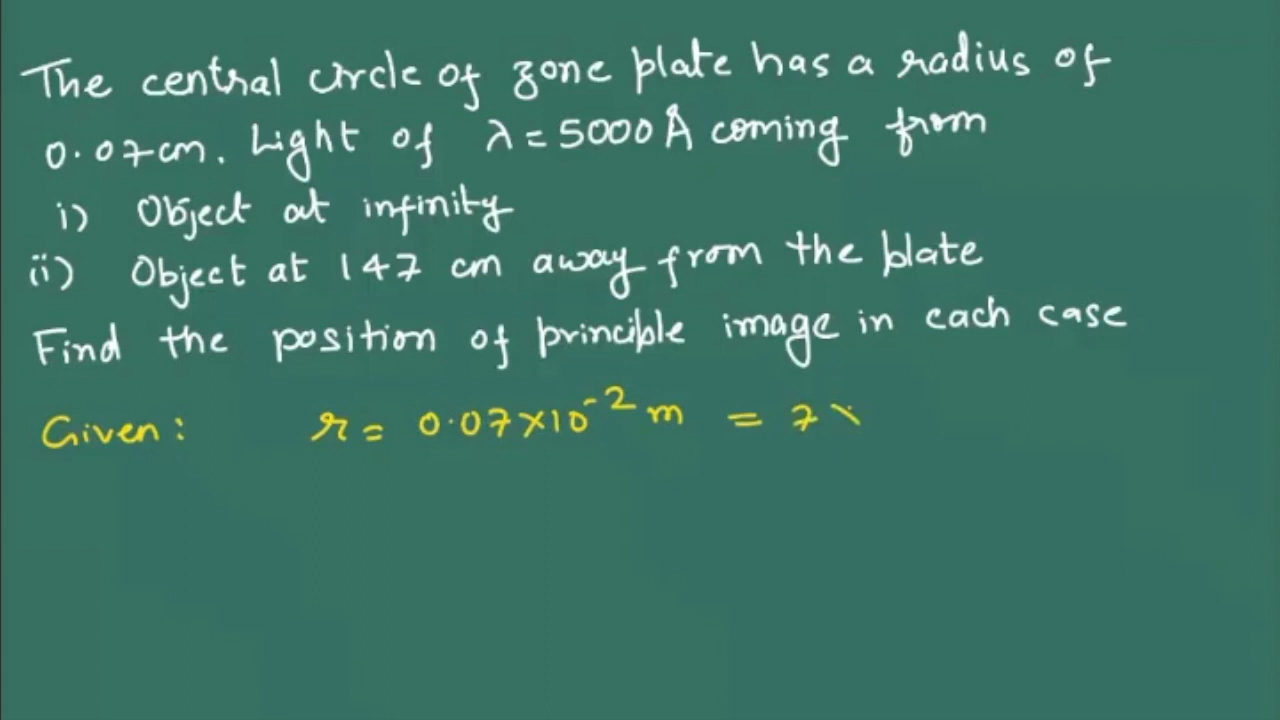 The central circle of zone plate has a radius of
0.07cm. Light of λ = 5000 Å coming from
i) Object at infinity
ii) Object at 147 cm away from the plate
Find the position of principle image in each case
Given: r = 0.07×10⁻² m = 7